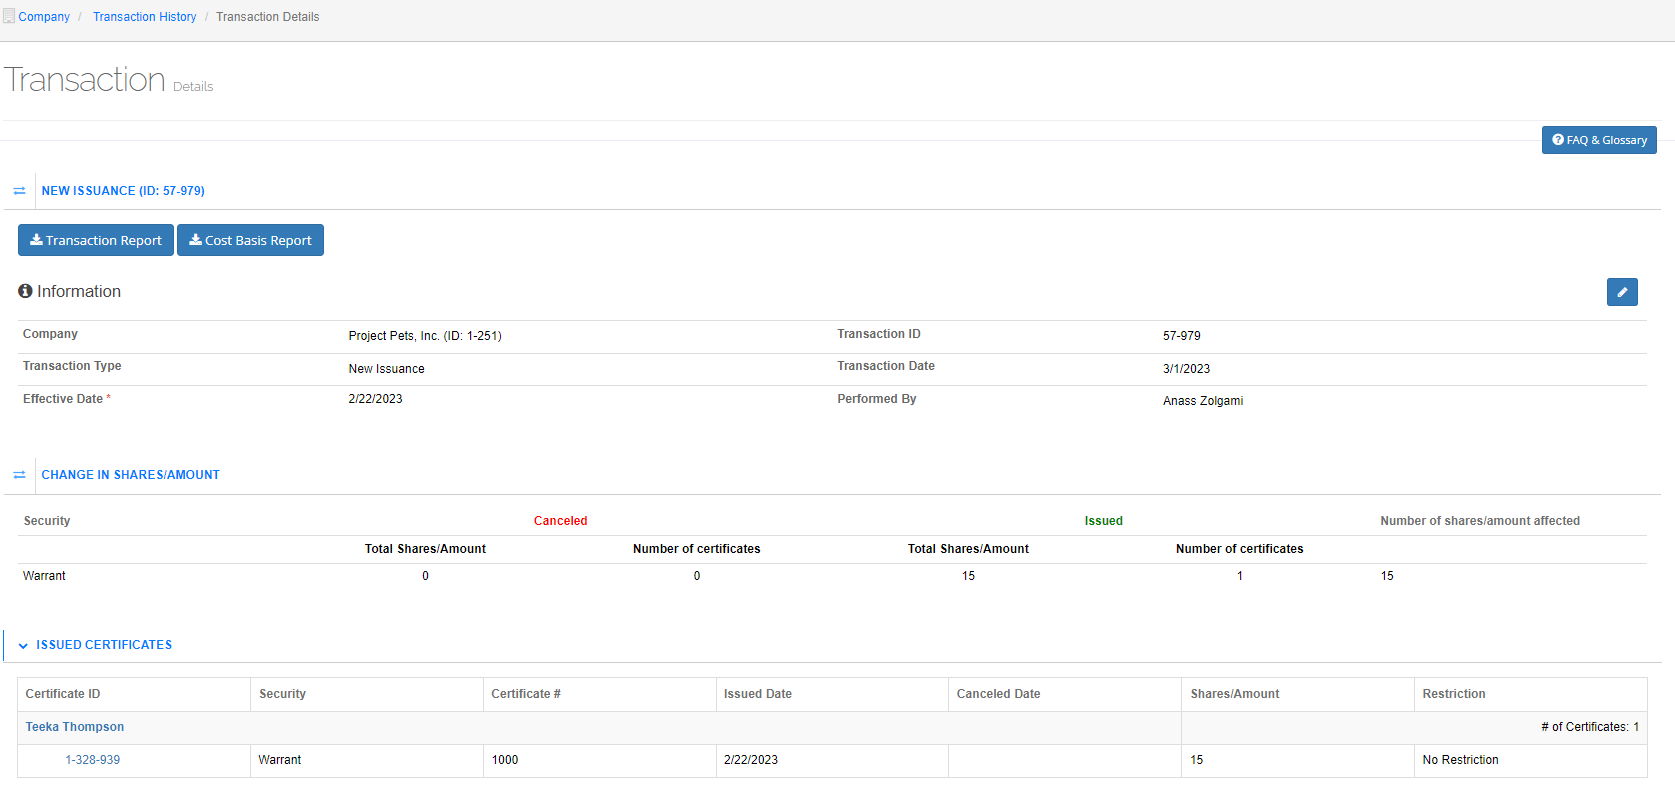 Company / Transaction History / Transaction Details
Transaction Details
FAQ & Glossary
NEW ISSUANCE (ID: 57-979)
Transaction Report Cost Basis Report
Information
Company Project Pets, Inc. (ID: 1-251) Transaction ID 57-979
Transaction Type New Issuance Transaction Date 3/1/2023
Effective Date * 2/22/2023 Performed By Anass Zolgami
CHANGE IN SHARES/AMOUNT
Security Canceled Issued Number of shares/amount affected
Total Shares/Amount Number of certificates Total Shares/Amount Number of certificates
Warrant 0 0 15 1 15
ISSUED CERTIFICATES
Certificate ID Security Certificate # Issued Date Canceled Date Shares/Amount Restriction
Teeka Thompson # of Certificates: 1
1-328-939 Warrant 1000 2/22/2023 15 No Restriction